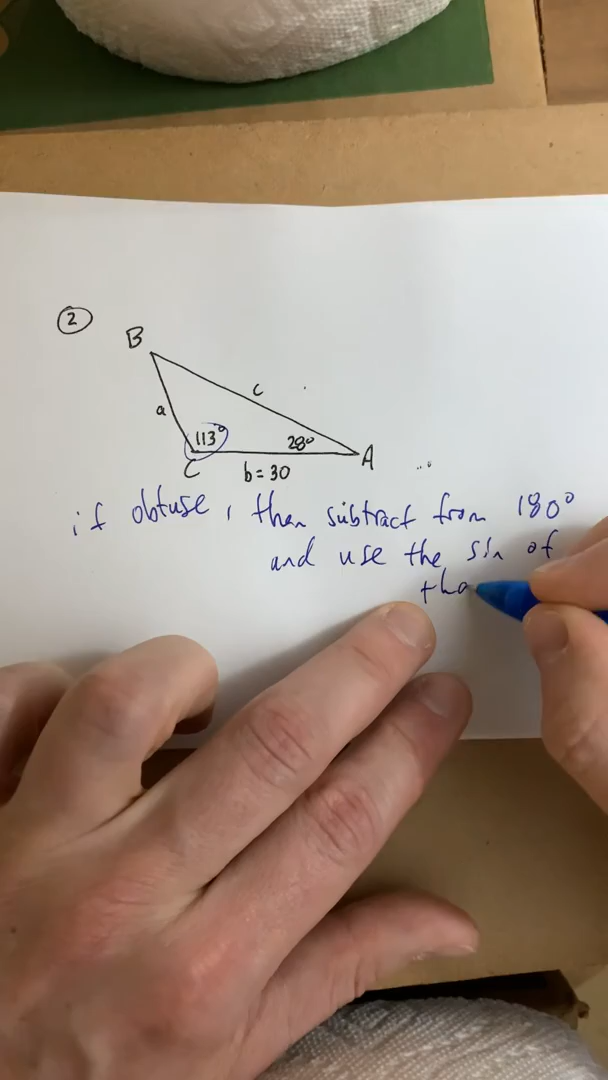 2
B
c
a
113°
28°
C
A
b = 30
if obtuse, then subtract from 180°
and use the sin of
tha